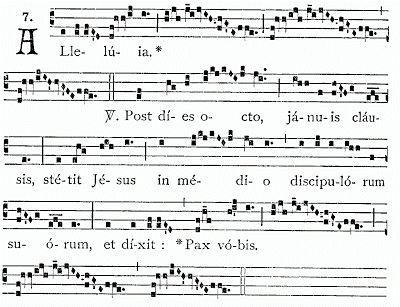 7.
ALle- lú- ia.*
℣. Post dí- es o- cto, já-nu-is cláu-
sis, sté-tit Jé-sus in mé- di- o discipu-ló-rum
su- ó-rum, et dí-xit : *Pax vó-bis.